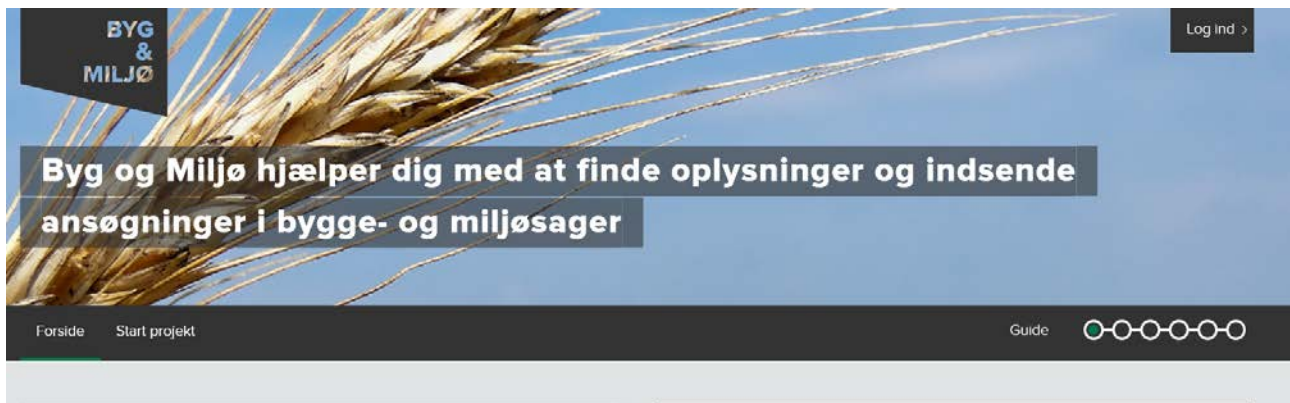 BYG
&
MILJØ
Log ind >
Byg og Miljø hjælper dig med at finde oplysninger og indsende
ansøgninger i bygge- og miljøsager
Forside Start projekt Guide